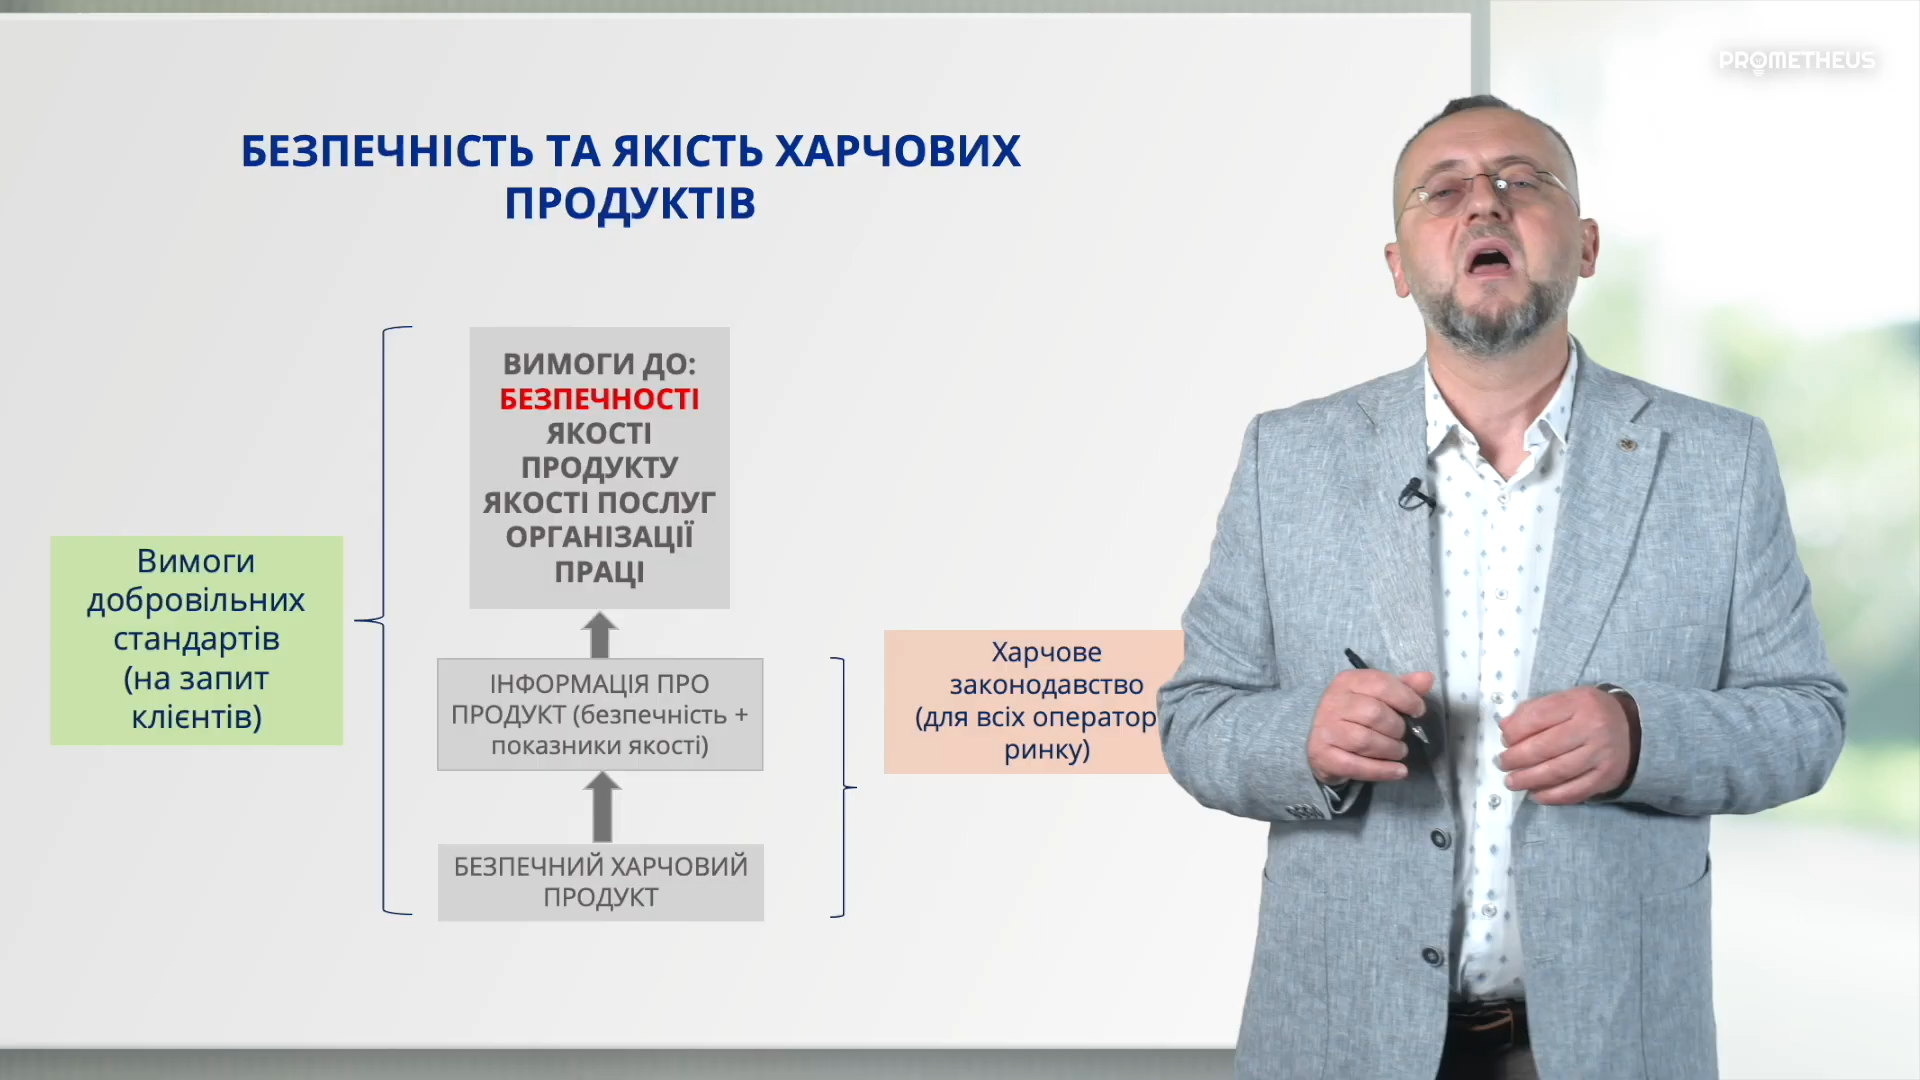 PROMETHEUS
БЕЗПЕЧНІСТЬ ТА ЯКІСТЬ ХАРЧОВИХ
ПРОДУКТІВ
ВИМОГИ ДО:
БЕЗПЕЧНОСТІ
ЯКОСТІ
ПРОДУКТУ
ЯКОСТІ ПОСЛУГ
ОРГАНІЗАЦІЇ
ПРАЦІ
Вимоги
добровільних
стандартів
(на запит
клієнтів)
ІНФОРМАЦІЯ ПРО
ПРОДУКТ (безпечність +
показники якості)
Харчове
законодавство
(для всіх
ринку)
БЕЗПЕЧНИЙ ХАРЧОВИЙ
ПРОДУКТ